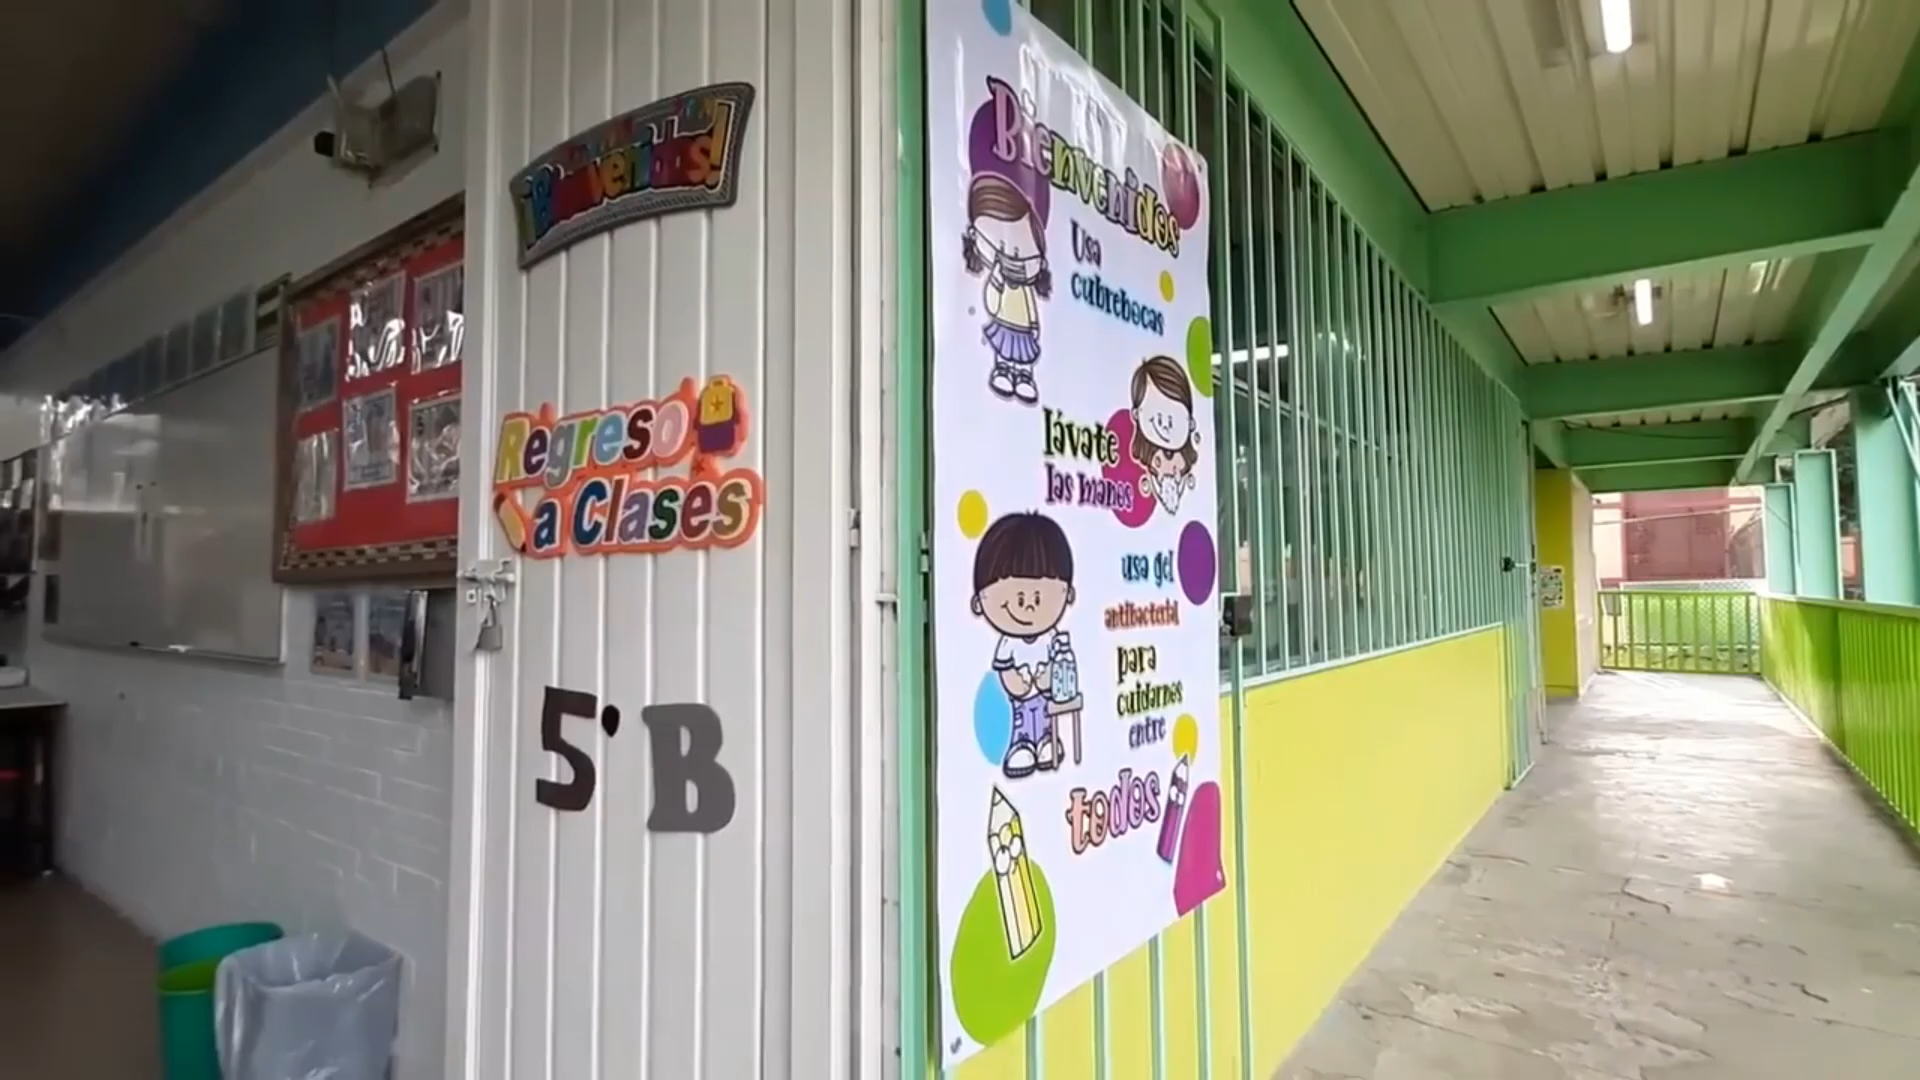 ¡Bienvenidos!
Regreso
a Clases
5° B
Bienvenidos
Usa
cubrebocas
lávate
las manos
usa gel
antibacterial
para
cuidarnos
entre
todos